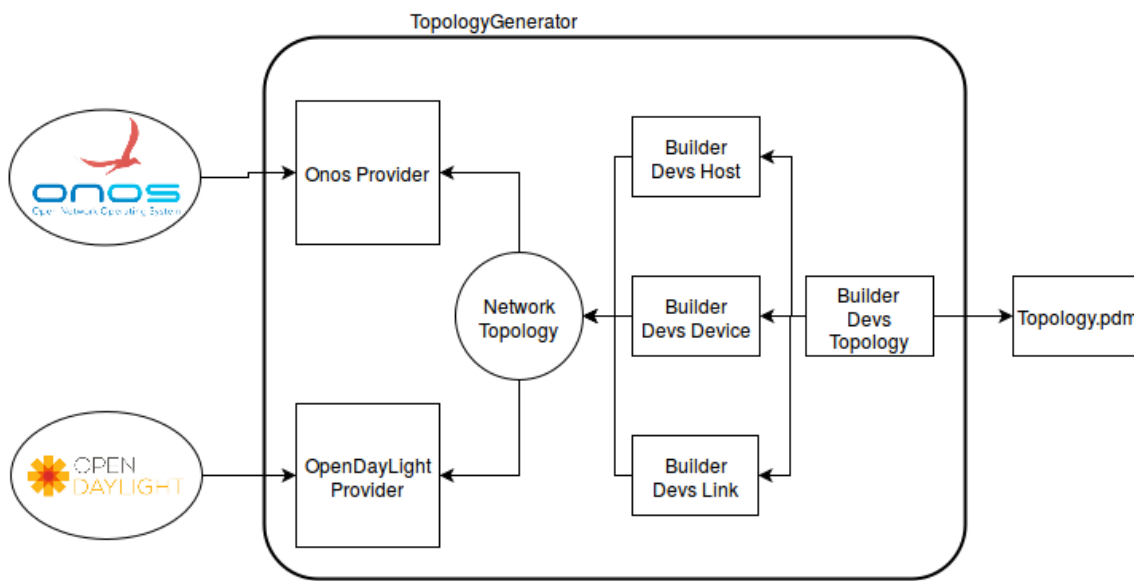 TopologyGenerator
onos
Open Network Operating System
Onos Provider
Builder
Devs Host
Network
Topology
Builder
Devs Device
Builder
Devs
Topology
Topology.pdm
OPEN
DAYLIGHT
OpenDayLight
Provider
Builder
Devs Link